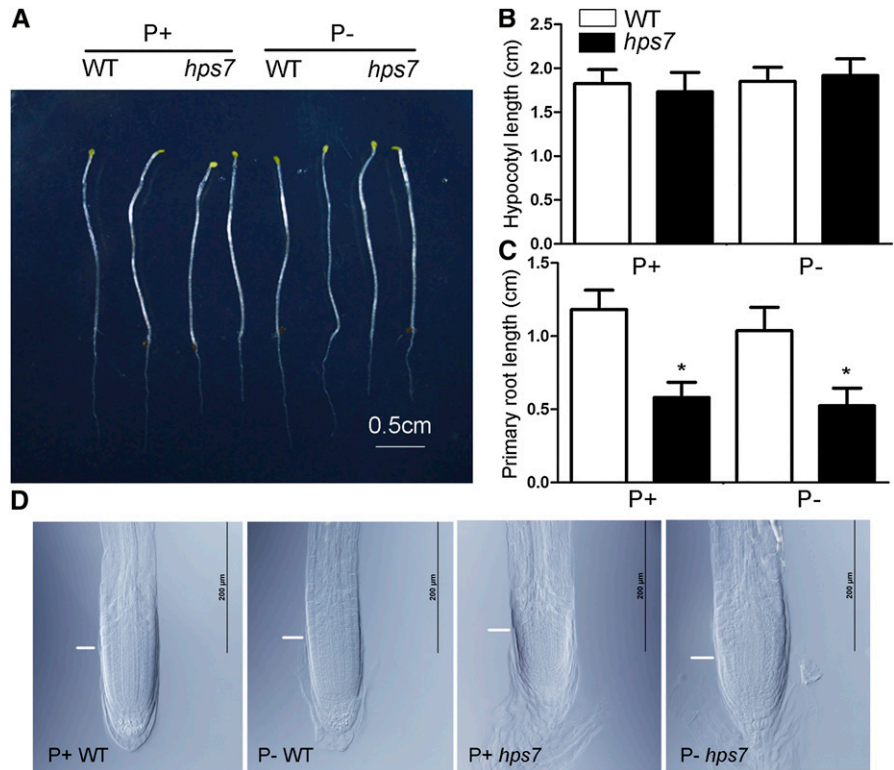 A
P+ P-
WT hps7 WT hps7
0.5cm
B
WT
hps7
Hypocotyl length (cm)
2.5
2.0
1.5
1.0
0.5
0.0
P+ P-
C
Primary root length (cm)
1.5
1.0
0.5
0.0
* *
P+ P-
D
200 µm
200 µm
200 µm
200 µm
P+ WT
P- WT
P+ hps7
P- hps7